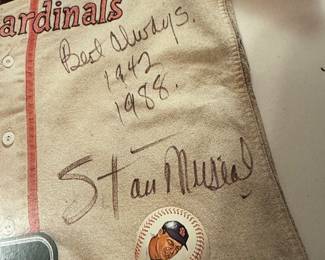 ardinals
Best Always.
1942
1988.
Stan Musial